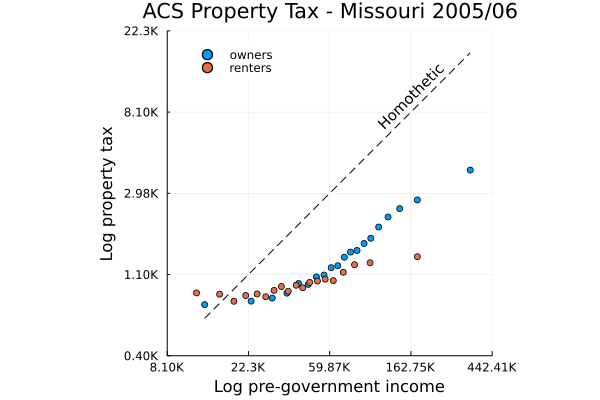 ACS Property Tax - Missouri 2005/06
22.3K
8.10K
2.98K
1.10K
0.40K
Log property tax
owners
renters
Homothetic
8.10K 22.3K 59.87K 162.75K 442.41K
Log pre-government income